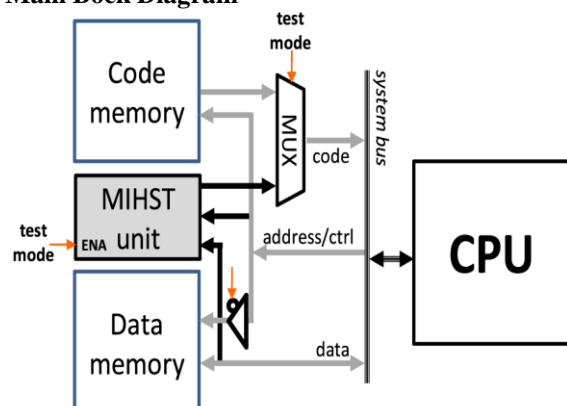 Main Bock Diagram
test
mode
Code
memory
MUX
code
system bus
MIHST
unit
ENA
test
mode
address/ctrl
CPU
Data
memory
data